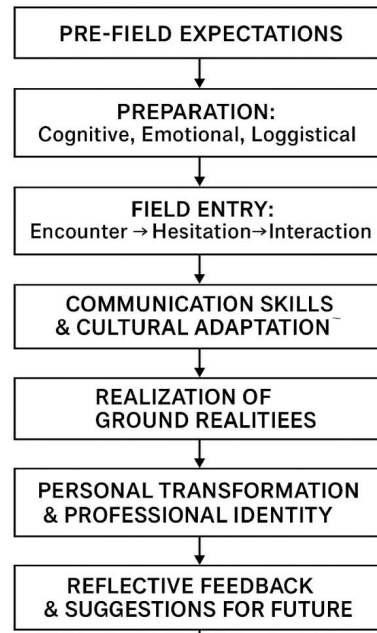 PRE-FIELD EXPECTATIONS
PREPARATION:
Cognitive, Emotional, Loggistical
FIELD ENTRY:
Encounter → Hesitation→Interaction
COMMUNICATION SKILLS
& CULTURAL ADAPTATION
REALIZATION OF
GROUND REALITIEES
PERSONAL TRANSFORMATION
& PROFESSIONAL IDENTITY
REFLECTIVE FEEDBACK
& SUGGESTIONS FOR FUTURE